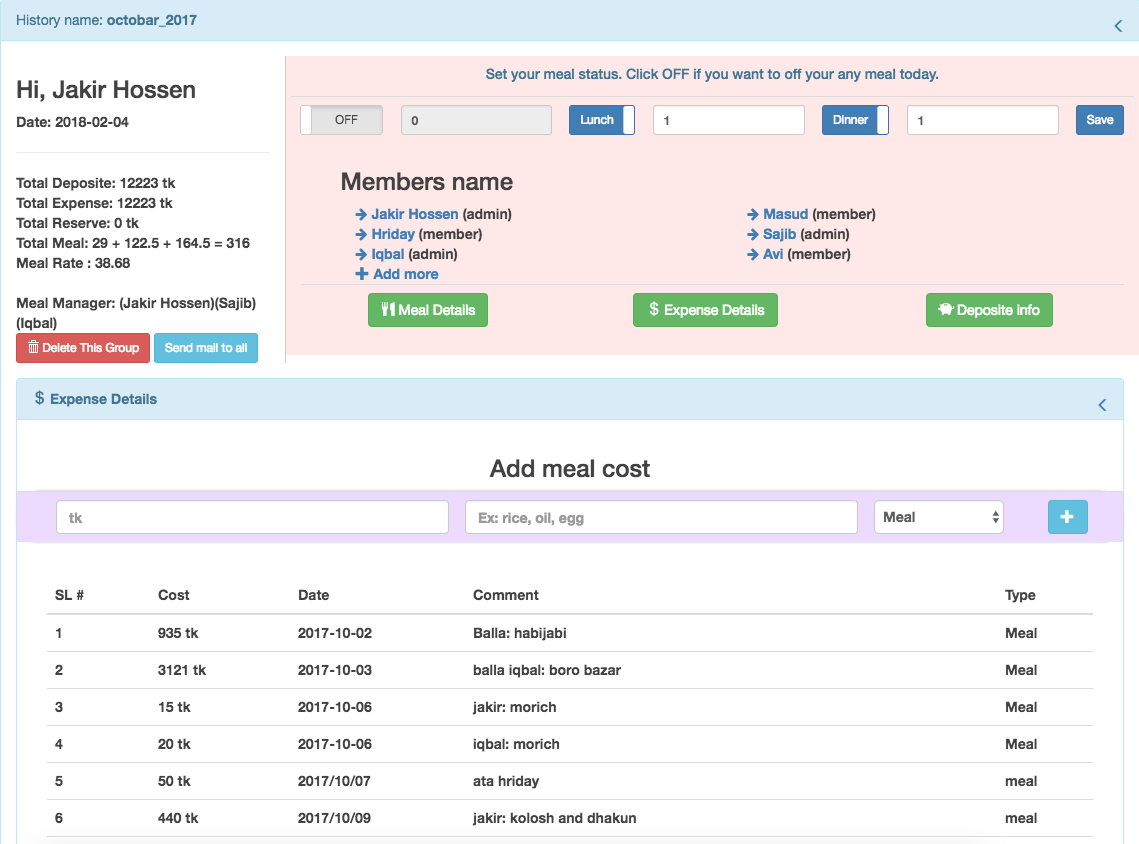 History name: octobar_2017
Hi, Jakir Hossen
Date: 2018-02-04
Total Deposite: 12223 tk
Total Expense: 12223 tk
Total Reserve: 0 tk
Total Meal: 29 + 122.5 + 164.5 = 316
Meal Rate : 38.68
Meal Manager: (Jakir Hossen)(Sajib)
(Iqbal)
Delete This Group Send mail to all
Set your meal status. Click OFF if you want to off your any meal today.
OFF 0 Lunch 1 Dinner 1 Save
Members name
Jakir Hossen (admin)
Hriday (member)
Iqbal (admin)
Add more
Masud (member)
Sajib (admin)
Avi (member)
Meal Details $ Expense Details Deposite info
$ Expense Details
Add meal cost
tk Ex: rice, oil, egg Meal +
SL # Cost Date Comment Type
1 935 tk 2017-10-02 Balla: habijabi Meal
2 3121 tk 2017-10-03 balla iqbal: boro bazar Meal
3 15 tk 2017-10-06 jakir: morich Meal
4 20 tk 2017-10-06 iqbal: morich Meal
5 50 tk 2017/10/07 ata hriday meal
6 440 tk 2017/10/09 jakir: kolosh and dhakun meal